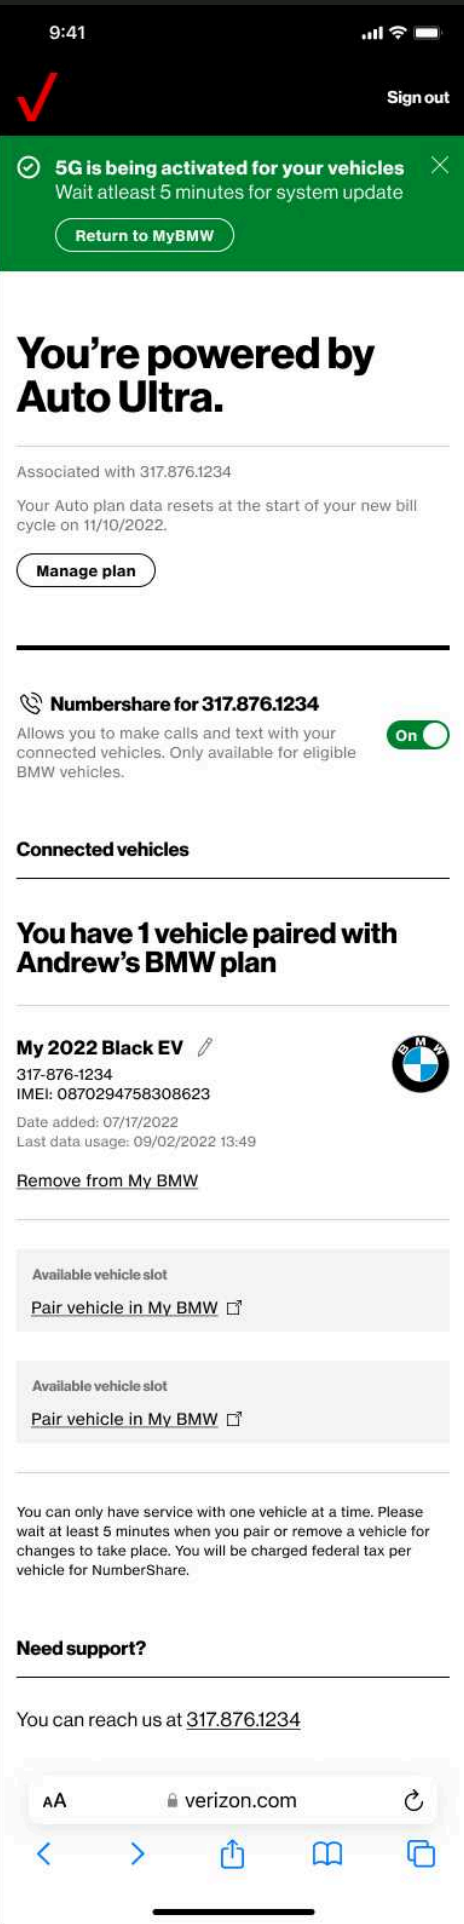 9:41
Sign out
5G is being activated for your vehicles
Wait atleast 5 minutes for system update
Return to MyBMW
You're powered by
Auto Ultra.
Associated with 317.876.1234
Your Auto plan data resets at the start of your new bill
cycle on 11/10/2022.
Manage plan
Numbershare for 317.876.1234
Allows you to make calls and text with your
connected vehicles. Only available for eligible
BMW vehicles.
On
Connected vehicles
You have 1 vehicle paired with
Andrew's BMW plan
My 2022 Black EV
BMW
317-876-1234
IMEI: 0870294758308623
Date added: 07/17/2022
Last data usage: 09/02/2022 13:49
Remove from My BMW
Available vehicle slot
Pair vehicle in My BMW
Available vehicle slot
Pair vehicle in My BMW
You can only have service with one vehicle at a time. Please
wait at least 5 minutes when you pair or remove a vehicle for
changes to take place. You will be charged federal tax per
vehicle for NumberShare.
Need support?
You can reach us at 317.876.1234
AA
verizon.com